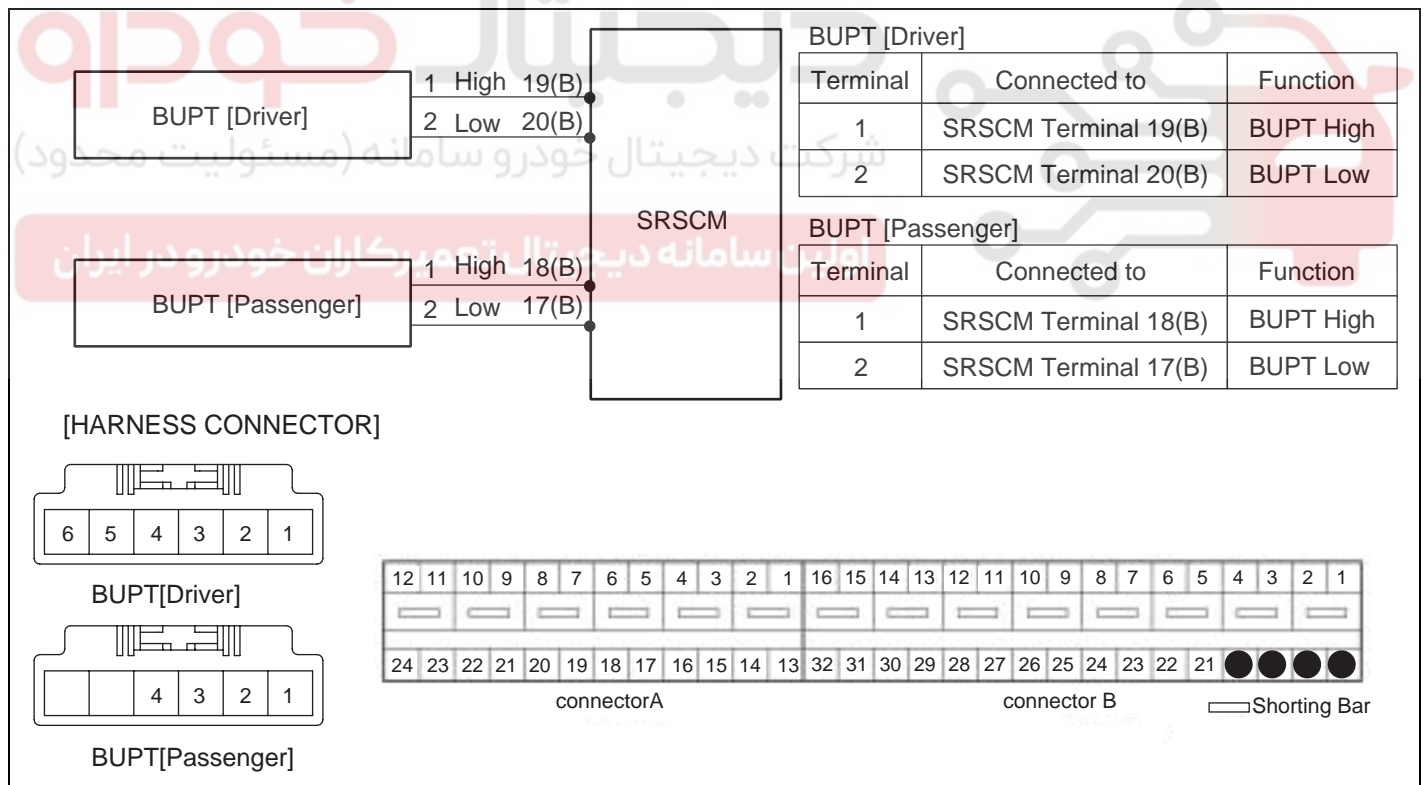 دیجیتال خودرو
شرکت دیجیتال خودرو سامانه (مسئولیت محدود)
اولین سامانه دیجیتال تعمیرکاران خودرو در ایران
BUPT [Driver]
1 High 19(B)
2 Low 20(B)
BUPT [Passenger]
1 High 18(B)
2 Low 17(B)
SRSCM
BUPT [Driver]
Terminal Connected to Function
1 SRSCM Terminal 19(B) BUPT High
2 SRSCM Terminal 20(B) BUPT Low
BUPT [Passenger]
Terminal Connected to Function
1 SRSCM Terminal 18(B) BUPT High
2 SRSCM Terminal 17(B) BUPT Low
[HARNESS CONNECTOR]
6 5 4 3 2 1
BUPT[Driver]
4 3 2 1
BUPT[Passenger]
12 11 10 9 8 7 6 5 4 3 2 1 16 15 14 13 12 11 10 9 8 7 6 5 4 3 2 1
24 23 22 21 20 19 18 17 16 15 14 13 32 31 30 29 28 27 26 25 24 23 22 21
connectorA
connector B
Shorting Bar